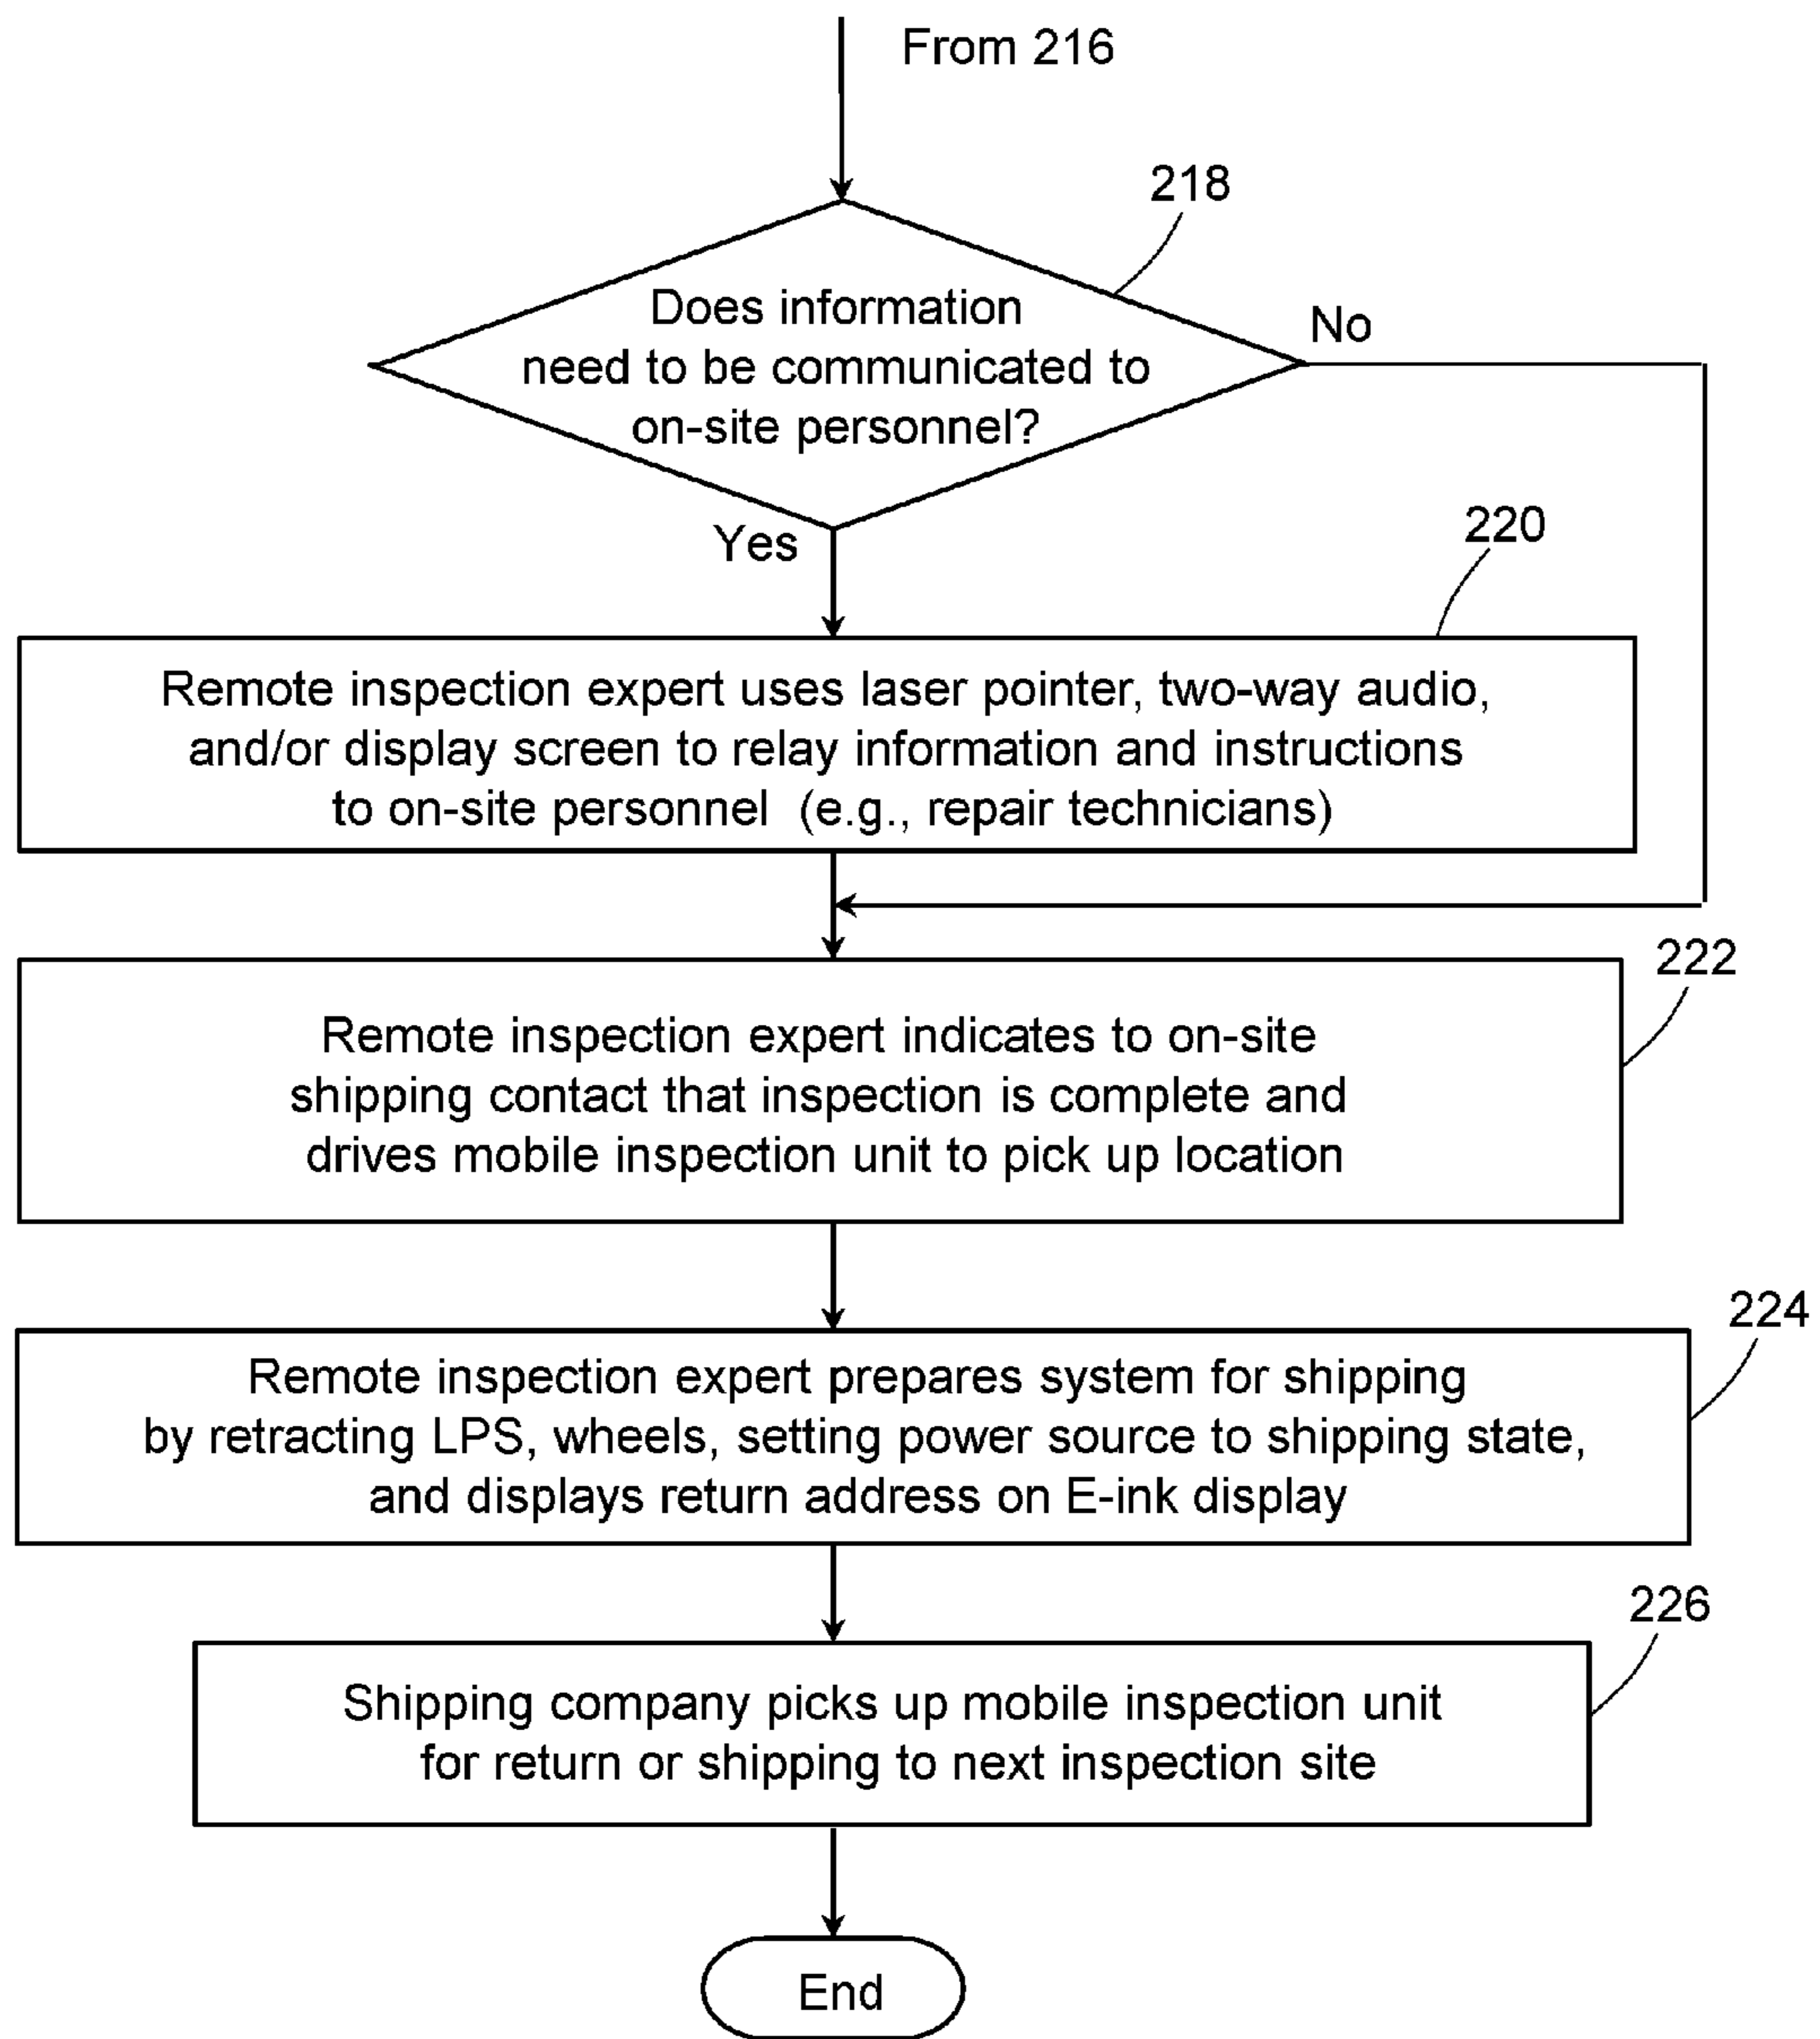 From 216
218
Does information
need to be communicated to
on-site personnel?
No
Yes
220
Remote inspection expert uses laser pointer, two-way audio,
and/or display screen to relay information and instructions
to on-site personnel (e.g., repair technicians)
222
Remote inspection expert indicates to on-site
shipping contact that inspection is complete and
drives mobile inspection unit to pick up location
224
Remote inspection expert prepares system for shipping
by retracting LPS, wheels, setting power source to shipping state,
and displays return address on E-ink display
226
Shipping company picks up mobile inspection unit
for return or shipping to next inspection site
End